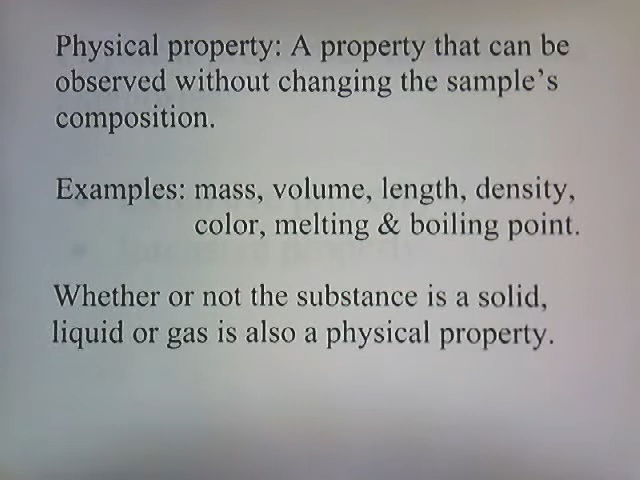 Physical property: A property that can be
observed without changing the sample’s
composition.
Examples: mass, volume, length, density,
color, melting & boiling point.
Whether or not the substance is a solid,
liquid or gas is also a physical property.